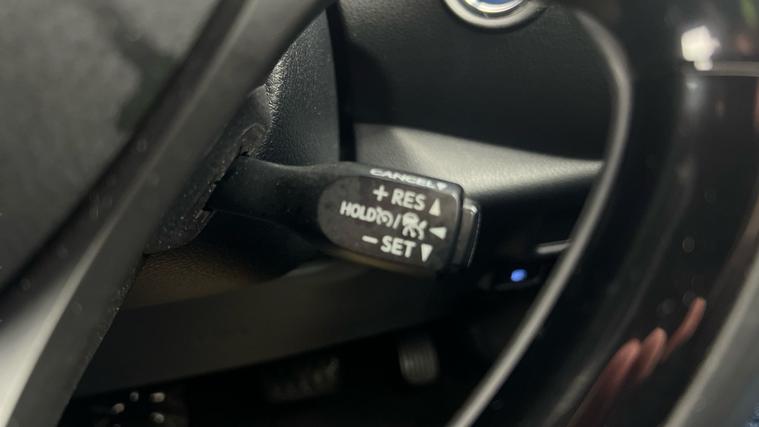 CANCEL▼
+ RES ▲
HOLD / ◄
− SET ▼